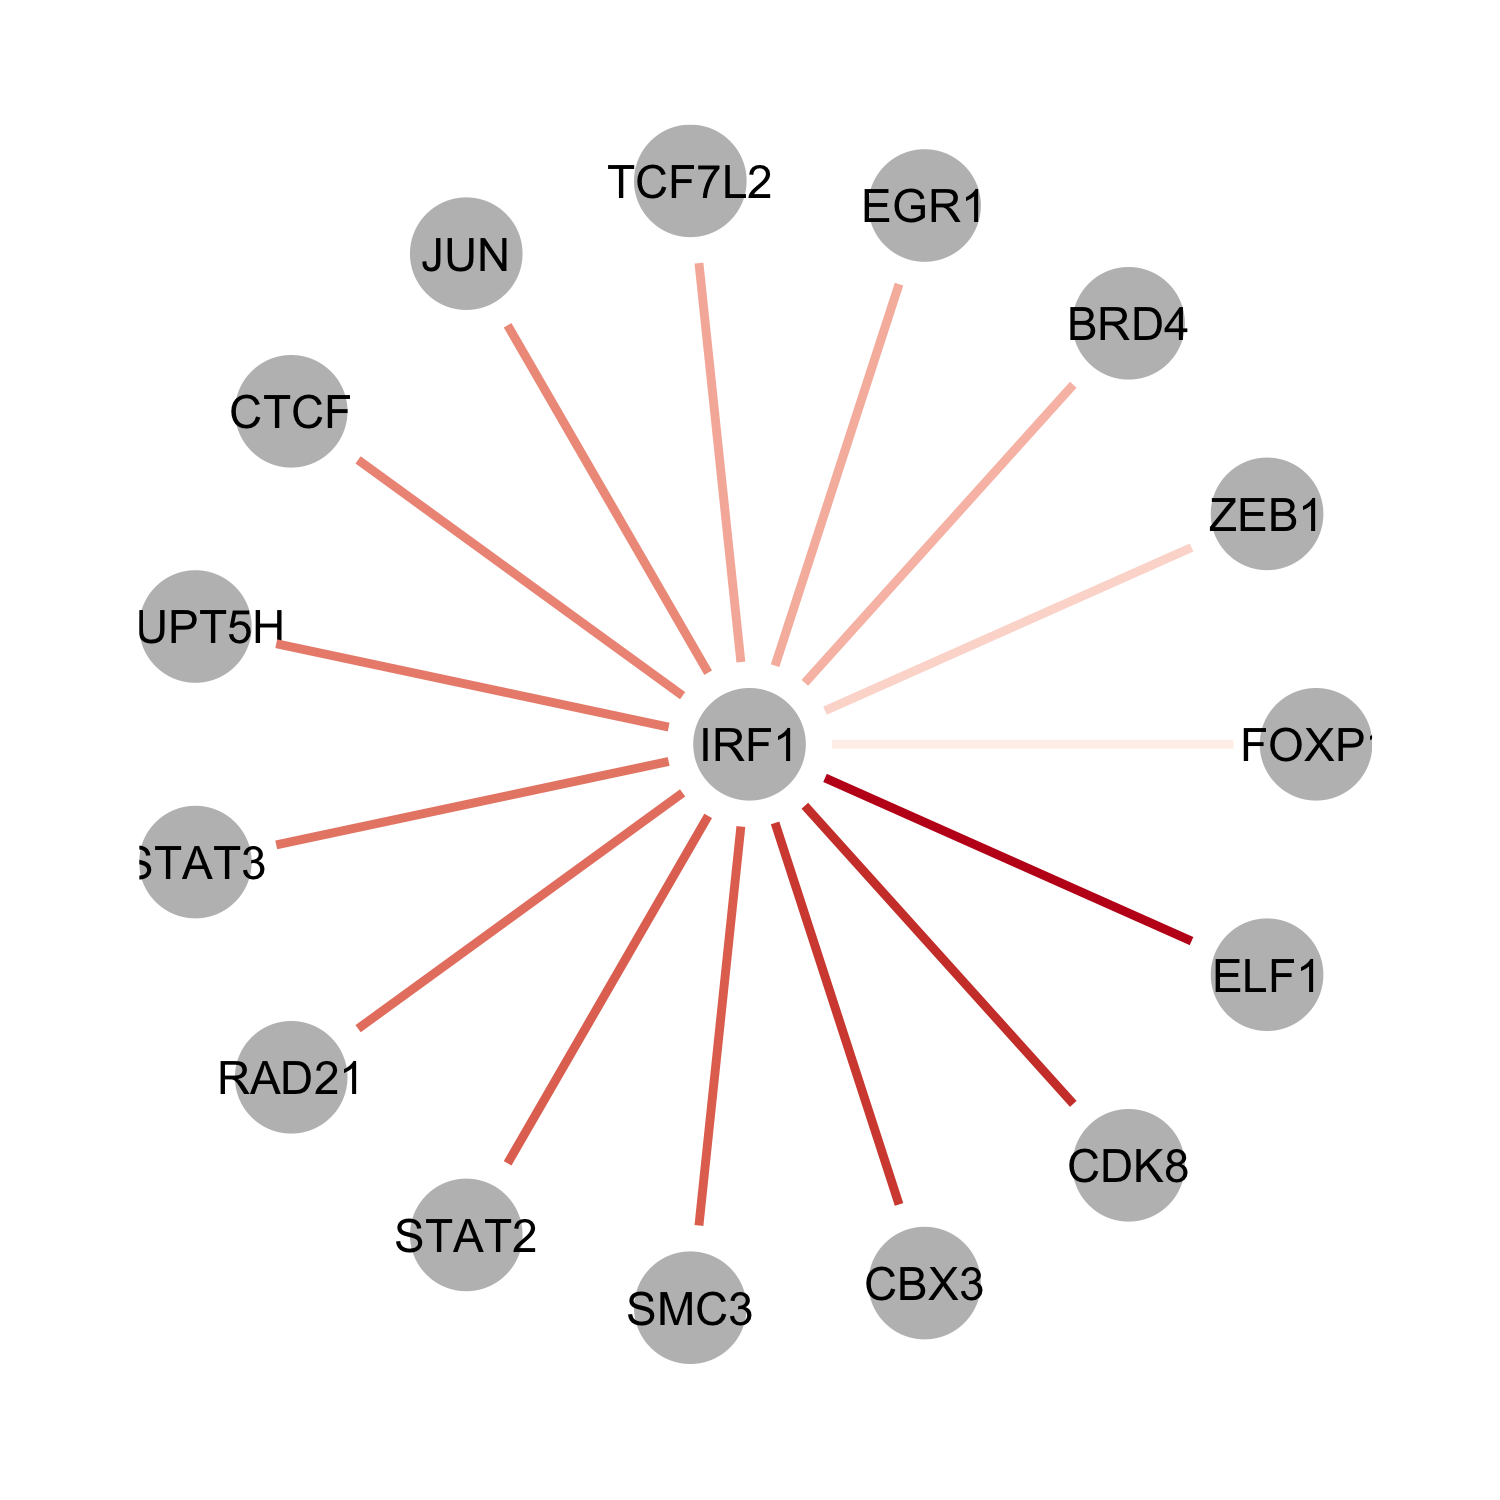 TCF7L2
EGR1
JUN
BRD4
CTCF
ZEB1
UPT5H
IRF1
FOXP1
STAT3
ELF1
RAD21
CDK8
STAT2
CBX3
SMC3